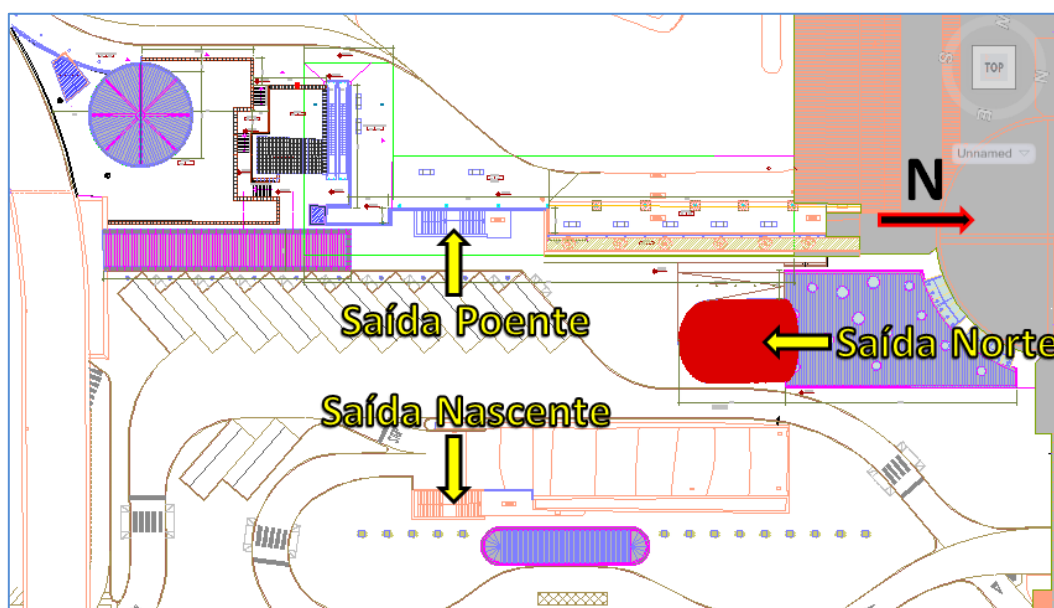 N
S
TOP
N
E
Unnamed
N
Saída Poente
Saída Norte
Saída Nascente